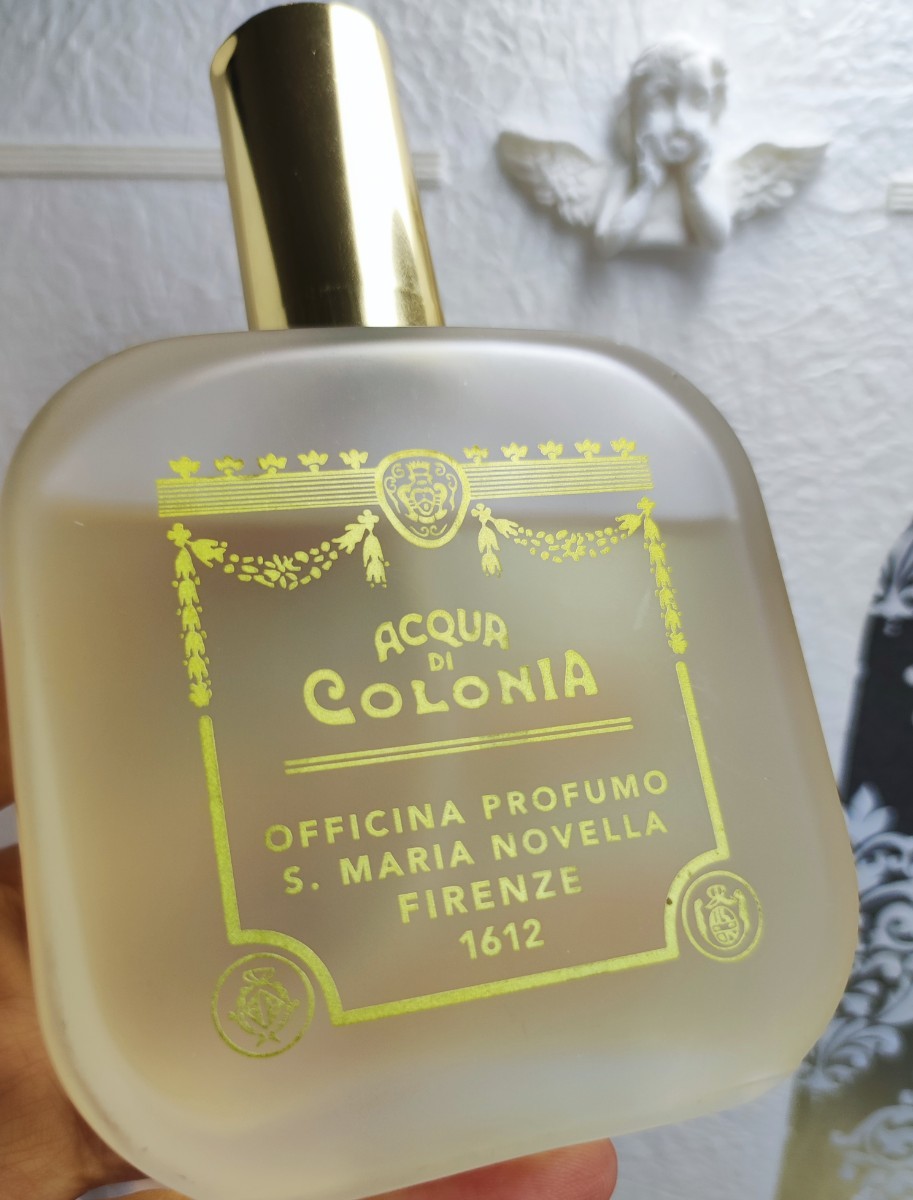 ACQUA
DI
COLONIA
OFFICINA PROFUMO
S. MARIA NOVELLA
FIRENZE
1612